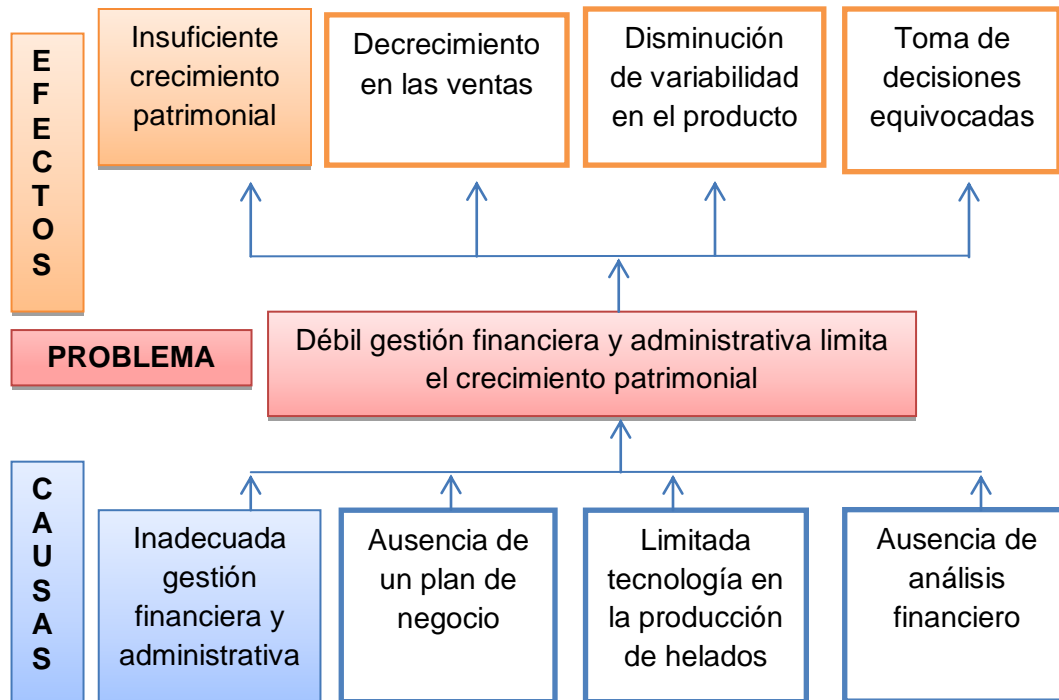 EFECTOS
Insuficiente
crecimiento
patrimonial
Decrecimiento
en las ventas
Disminución
de variabilidad
en el producto
Toma de
decisiones
equivocadas
PROBLEMA
Débil gestión financiera y administrativa limita
el crecimiento patrimonial
CAUSAS
Inadecuada
gestión
financiera y
administrativa
Ausencia de
un plan de
negocio
Limitada
tecnología en
la producción
de helados
Ausencia de
análisis
financiero